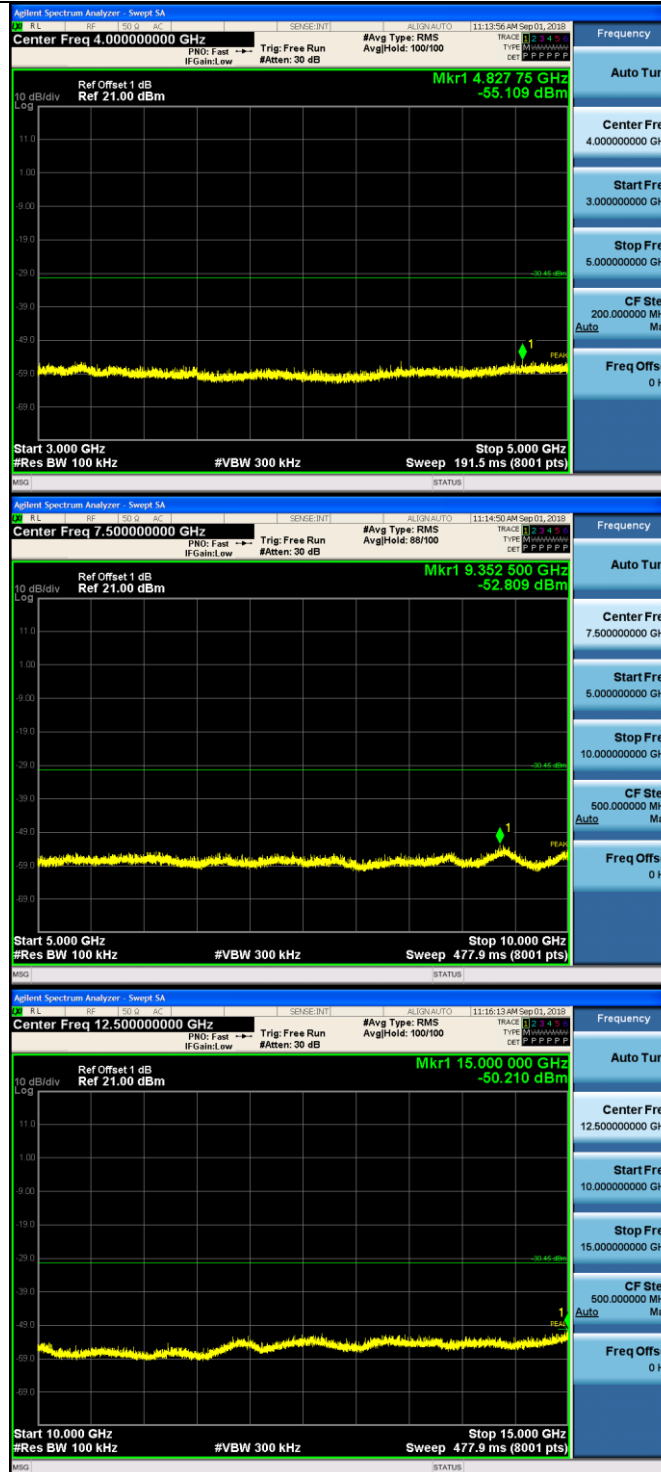 Agilent Spectrum Analyzer - Swept SA
RL RF 50 Ω AC SENSE:INT ALIGN AUTO 11:13:56 AM Sep 01, 2018
Center Freq 4.000000000 GHz
PNO: Fast
IFGain:Low
Trig: Free Run
#Atten: 30 dB
#Avg Type: RMS
Avg|Hold: 100/100
TRACE 1 2 3 4 5 6
TYPE M
DET P P P P P P
Frequency
Mkr1 4.827 75 GHz
-55.109 dBm
Ref Offset 1 dB
10 dB/div Ref 21.00 dBm
Log
11.0
1.00
-9.00
-19.0
-29.0
-30.45 dBm
-39.0
-49.0
1
PEAK
-59.0
-69.0
Start 3.000 GHz Stop 5.000 GHz
#Res BW 100 kHz #VBW 300 kHz Sweep 191.5 ms (8001 pts)
MSG STATUS
Auto Tun
Center Fre
4.000000000 GH
Start Fre
3.000000000 GH
Stop Fre
5.000000000 GH
CF Ste
200.000000 MH
Auto Ma
Freq Offs
0 H
Agilent Spectrum Analyzer - Swept SA
RL RF 50 Ω AC SENSE:INT ALIGN AUTO 11:14:50 AM Sep 01, 2018
Center Freq 7.500000000 GHz
PNO: Fast
IFGain:Low
Trig: Free Run
#Atten: 30 dB
#Avg Type: RMS
Avg|Hold: 88/100
TRACE 1 2 3 4 5 6
TYPE M
DET P P P P P P
Frequency
Mkr1 9.352 500 GHz
-52.809 dBm
Ref Offset 1 dB
10 dB/div Ref 21.00 dBm
Log
11.0
1.00
-9.00
-19.0
-29.0
-30.45 dBm
-39.0
-49.0
1
PEAK
-59.0
-69.0
Start 5.000 GHz Stop 10.000 GHz
#Res BW 100 kHz #VBW 300 kHz Sweep 477.9 ms (8001 pts)
MSG STATUS
Auto Tun
Center Fre
7.500000000 GH
Start Fre
5.000000000 GH
Stop Fre
10.000000000 GH
CF Ste
500.000000 MH
Auto Ma
Freq Offs
0 H
Agilent Spectrum Analyzer - Swept SA
RL RF 50 Ω AC SENSE:INT ALIGN AUTO 11:16:13 AM Sep 01, 2018
Center Freq 12.500000000 GHz
PNO: Fast
IFGain:Low
Trig: Free Run
#Atten: 30 dB
#Avg Type: RMS
Avg|Hold: 100/100
TRACE 1 2 3 4 5 6
TYPE M
DET P P P P P P
Frequency
Mkr1 15.000 000 GHz
-50.210 dBm
Ref Offset 1 dB
10 dB/div Ref 21.00 dBm
Log
11.0
1.00
-9.00
-19.0
-29.0
-30.45 dBm
-39.0
-49.0
1
PEAK
-59.0
-69.0
Start 10.000 GHz Stop 15.000 GHz
#Res BW 100 kHz #VBW 300 kHz Sweep 477.9 ms (8001 pts)
MSG STATUS
Auto Tun
Center Fre
12.500000000 GH
Start Fre
10.000000000 GH
Stop Fre
15.000000000 GH
CF Ste
500.000000 MH
Auto Ma
Freq Offs
0 H